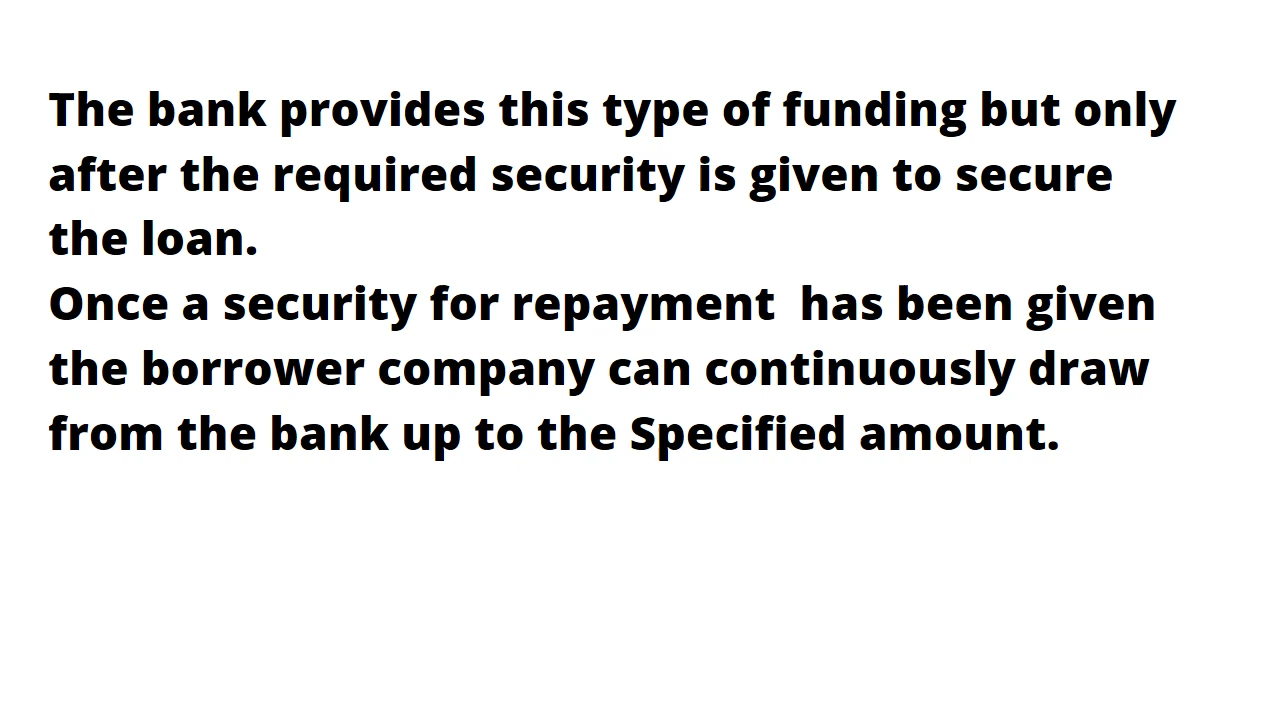 The bank provides this type of funding but only
after the required security is given to secure
the loan.
Once a security for repayment  has been given
the borrower company can continuously draw
from the bank up to the Specified amount.